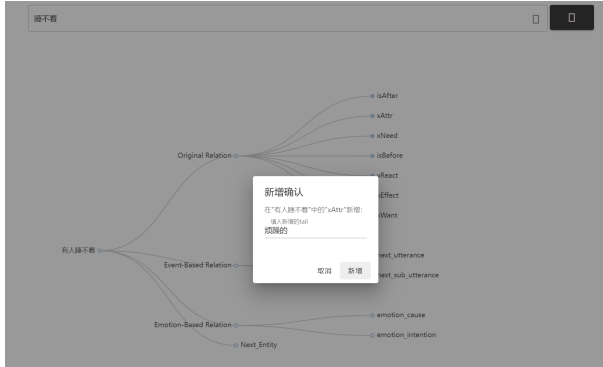 睡不着
isAfter
xAttr
xNeed
Original Relation
isBefore
xReact
新增确认
xEffect
在"有人睡不着"中的"xAttr"新增:
xWant
填入新增的tail
烦躁的
有人睡不着
next_utterance
Event-Based Relation
取消
新增
next_sub_utterance
emotion_cause
Emotion-Based Relation
emotion_intention
Next_Entity